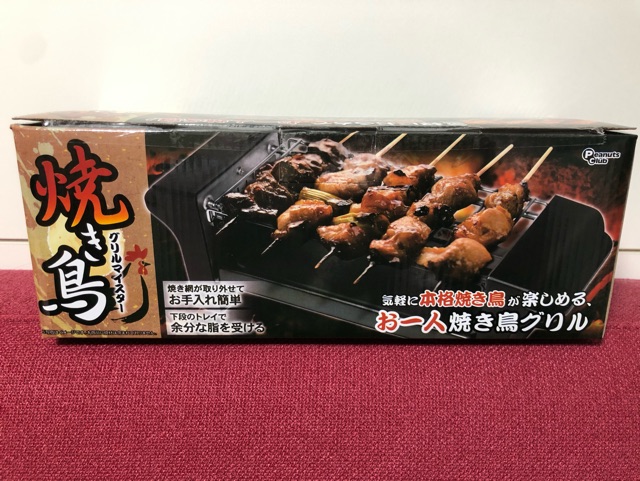 焼き鳥
グリルマイスター
Peanuts Club
焼き網が取り外せて
お手入れ簡単
下段のトレイで
余分な脂を受ける
気軽に本格焼き鳥が楽しめる、
お一人焼き鳥グリル